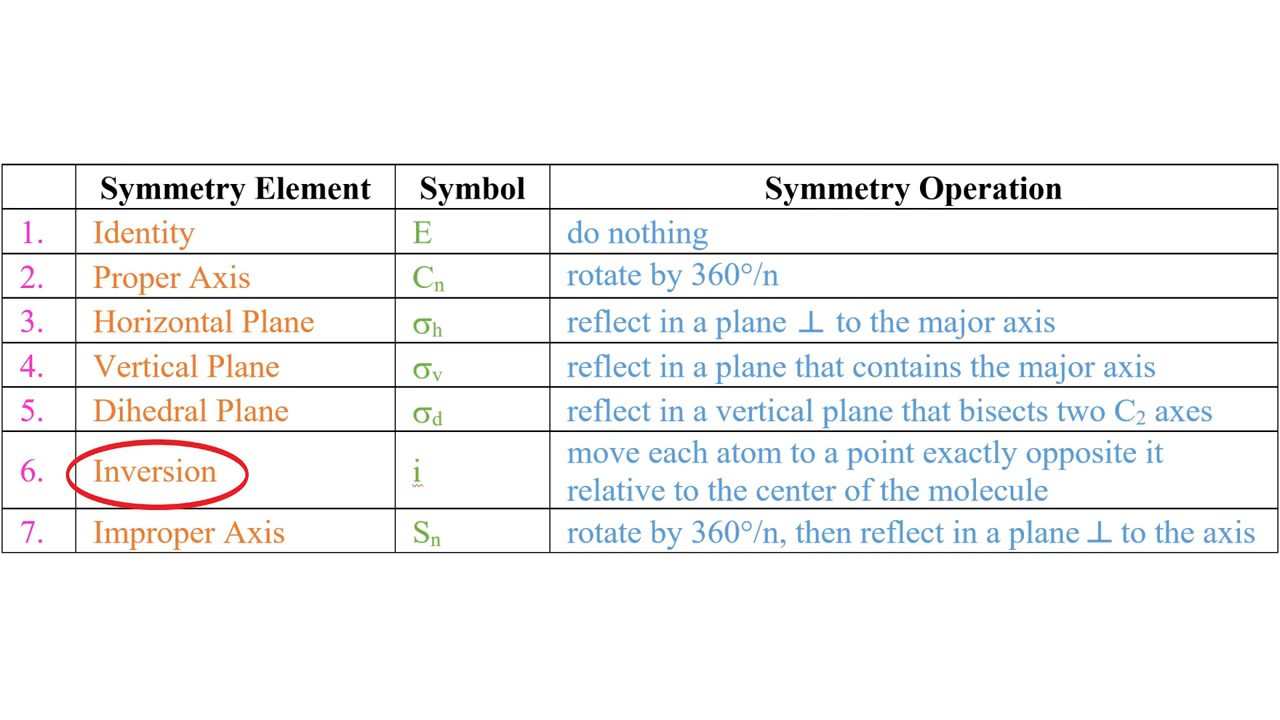 Symmetry Element Symbol Symmetry Operation
1. Identity E do nothing
2. Proper Axis Cₙ rotate by 360°/n
3. Horizontal Plane σₕ reflect in a plane ⊥ to the major axis
4. Vertical Plane σᵥ reflect in a plane that contains the major axis
5. Dihedral Plane σd reflect in a vertical plane that bisects two C₂ axes
6. Inversion i move each atom to a point exactly opposite it
relative to the center of the molecule
7. Improper Axis Sₙ rotate by 360°/n, then reflect in a plane ⊥ to the axis